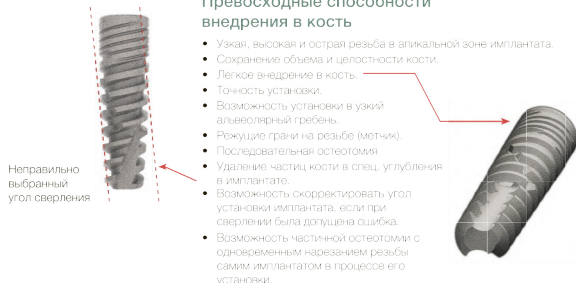 Превосходные способности
внедрения в кость
• Узкая, высокая и острая резьба в апикальной зоне имплантата.
• Сохранение объема и целостности кости.
• Легкое внедрение в кость.
• Точность установки.
• Возможность установки в узкий
альвеолярный гребень.
• Режущие грани на резьбе (метчик).
• Последовательная остеотомия
• Удаление частиц кости в спец. углубления
в имплантате.
• Возможность скорректировать угол
установки имплантата, если при
сверлении была допущена ошибка.
• Возможность частичной остеотомии с
одновременным нарезанием резьбы
самим имплантатом в процессе его
установки.
Неправильно
выбранный
угол сверления